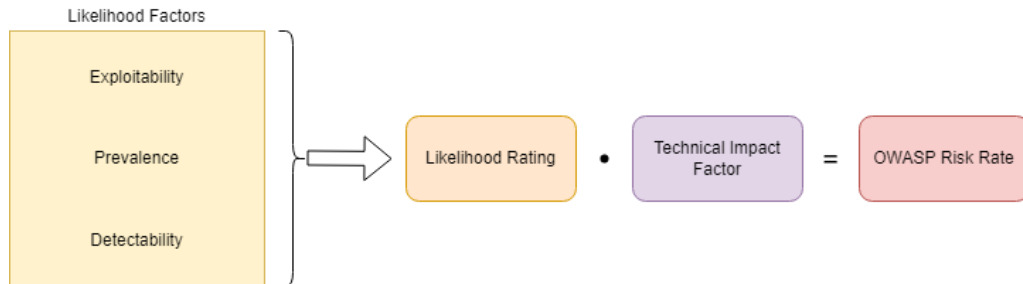 Likelihood Factors
Exploitability
Prevalence
Detectability
Likelihood Rating
•
Technical Impact
Factor
=
OWASP Risk Rate